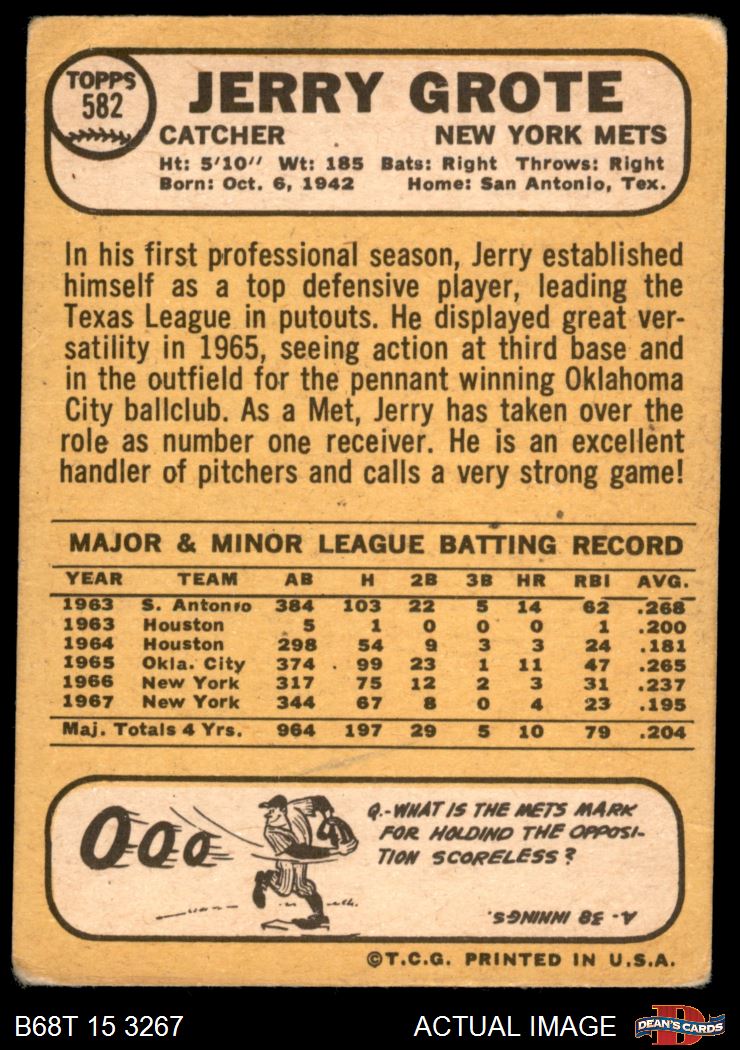 TOPPS
582
JERRY GROTE
CATCHER NEW YORK METS
Ht: 5'10" Wt: 185 Bats: Right Throws: Right
Born: Oct. 6, 1942 Home: San Antonio, Tex.
In his first professional season, Jerry established
himself as a top defensive player, leading the
Texas League in putouts. He displayed great ver-
satility in 1965, seeing action at third base and
in the outfield for the pennant winning Oklahoma
City ballclub. As a Met, Jerry has taken over the
role as number one receiver. He is an excellent
handler of pitchers and calls a very strong game!
MAJOR & MINOR LEAGUE BATTING RECORD
YEAR TEAM AB H 2B 3B HR RBI AVG.
1963 S. Antonio 384 103 22 5 14 62 .268
1963 Houston 5 1 0 0 0 1 .200
1964 Houston 298 54 9 3 3 24 .181
1965 Okla. City 374 99 23 1 11 47 .265
1966 New York 317 75 12 2 3 31 .237
1967 New York 344 67 8 0 4 23 .195
Maj. Totals 4 Yrs. 964 197 29 5 10 79 .204
000
Q.-WHAT IS THE METS MARK
FOR HOLDIND THE OPPOSI-
TION SCORELESS?
A- 38 INNINGS.
©T.C.G. PRINTED IN U.S.A.
B68T 15 3267 ACTUAL IMAGE
D
DEAN'S CARDS